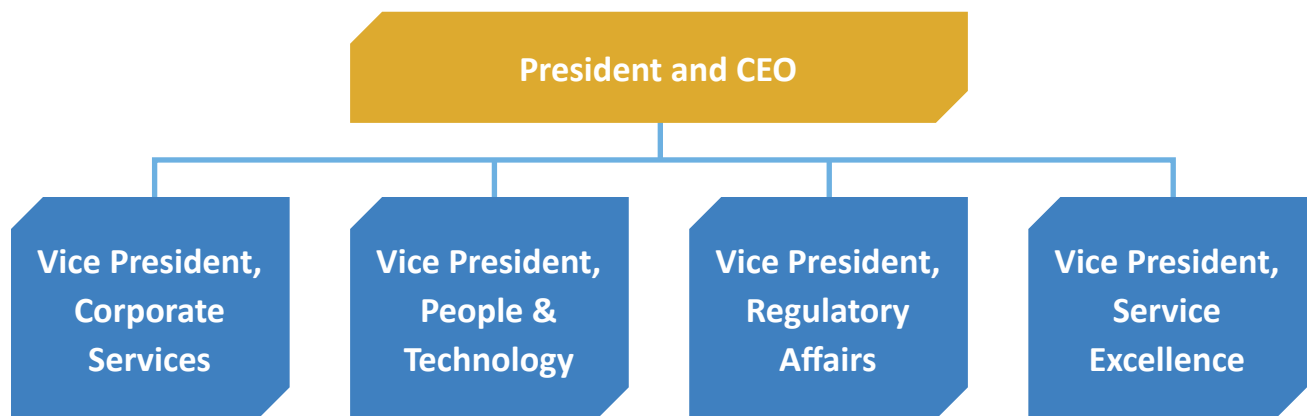 President and CEO
Vice President,
Corporate
Services
Vice President,
People &
Technology
Vice President,
Regulatory
Affairs
Vice President,
Service
Excellence